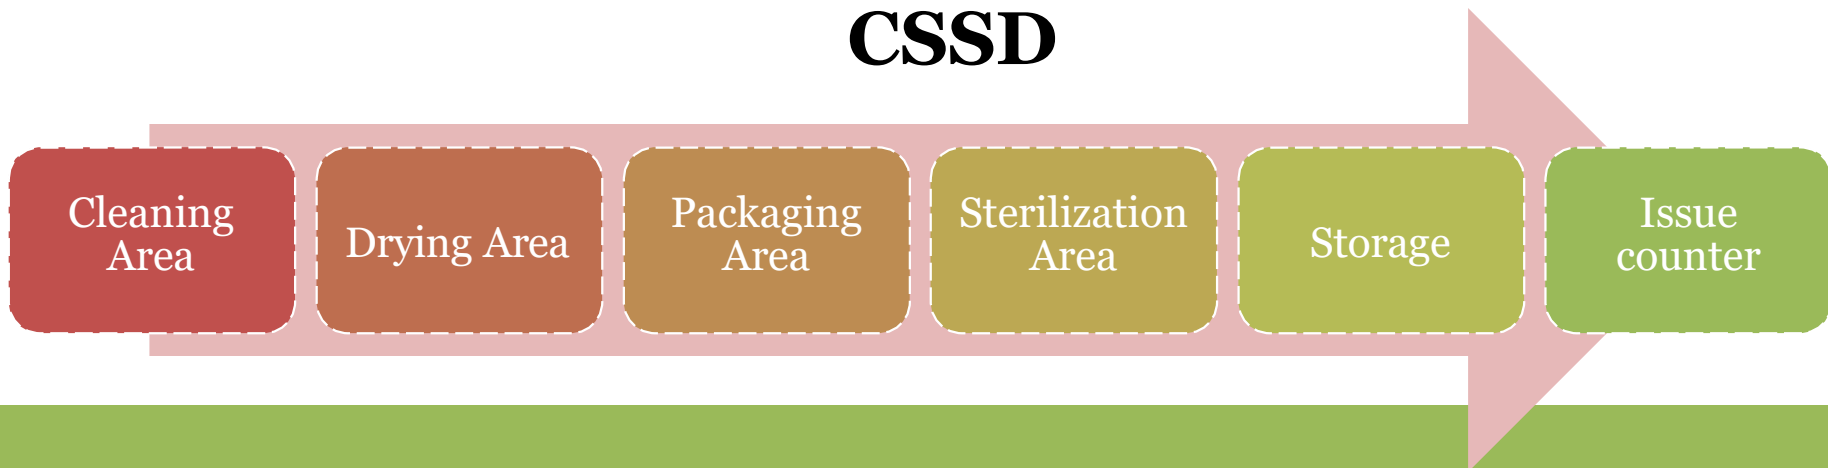 CSSD
Cleaning
Area
Drying Area
Packaging
Area
Sterilization
Area
Storage
Issue
counter